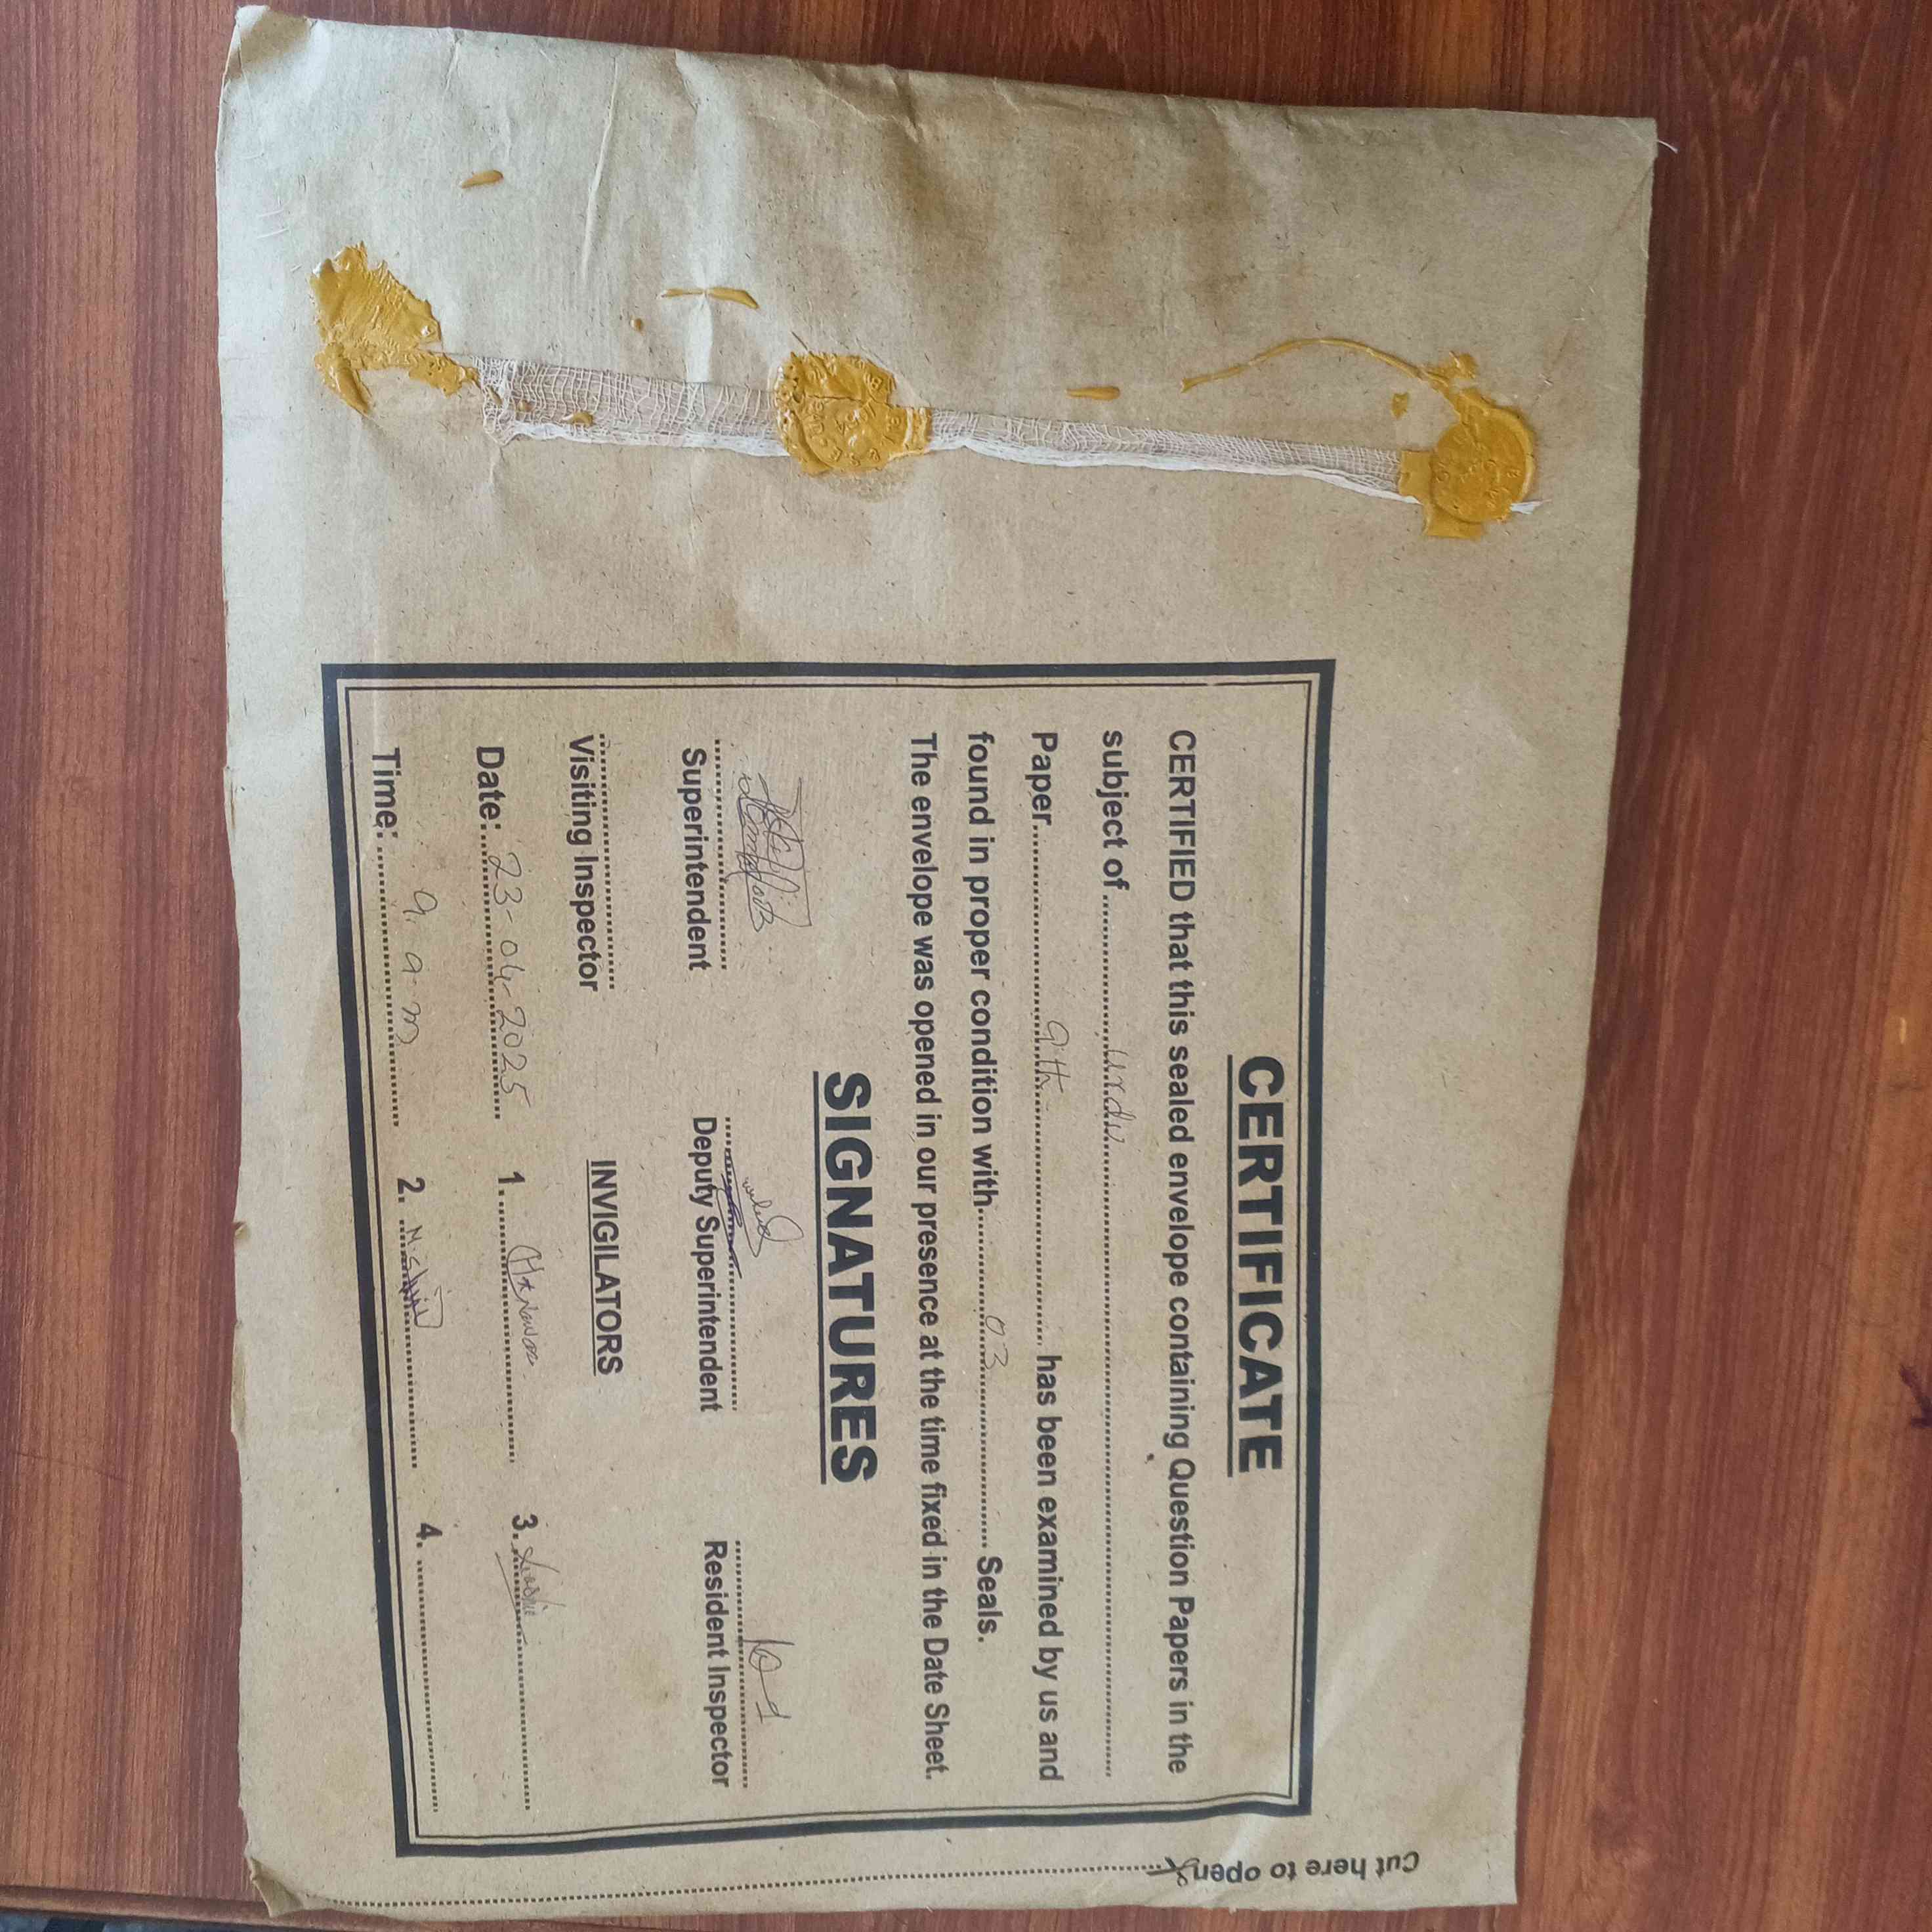 CERTIFICATE
CERTIFIED that this sealed envelope containing Question Papers in the
subject of........Urdu........
Paper........9th........ has been examined by us and
found in proper condition with........03........ Seals.
The envelope was opened in our presence at the time fixed in the Date Sheet.
SIGNATURES
Superintendent
Deputy Superintendent
Resident Inspector
Visiting Inspector
INVIGILATORS
Date:..23-04-2025
1.
3.
Time:........9. a.m
2.
4.
Cut here to open